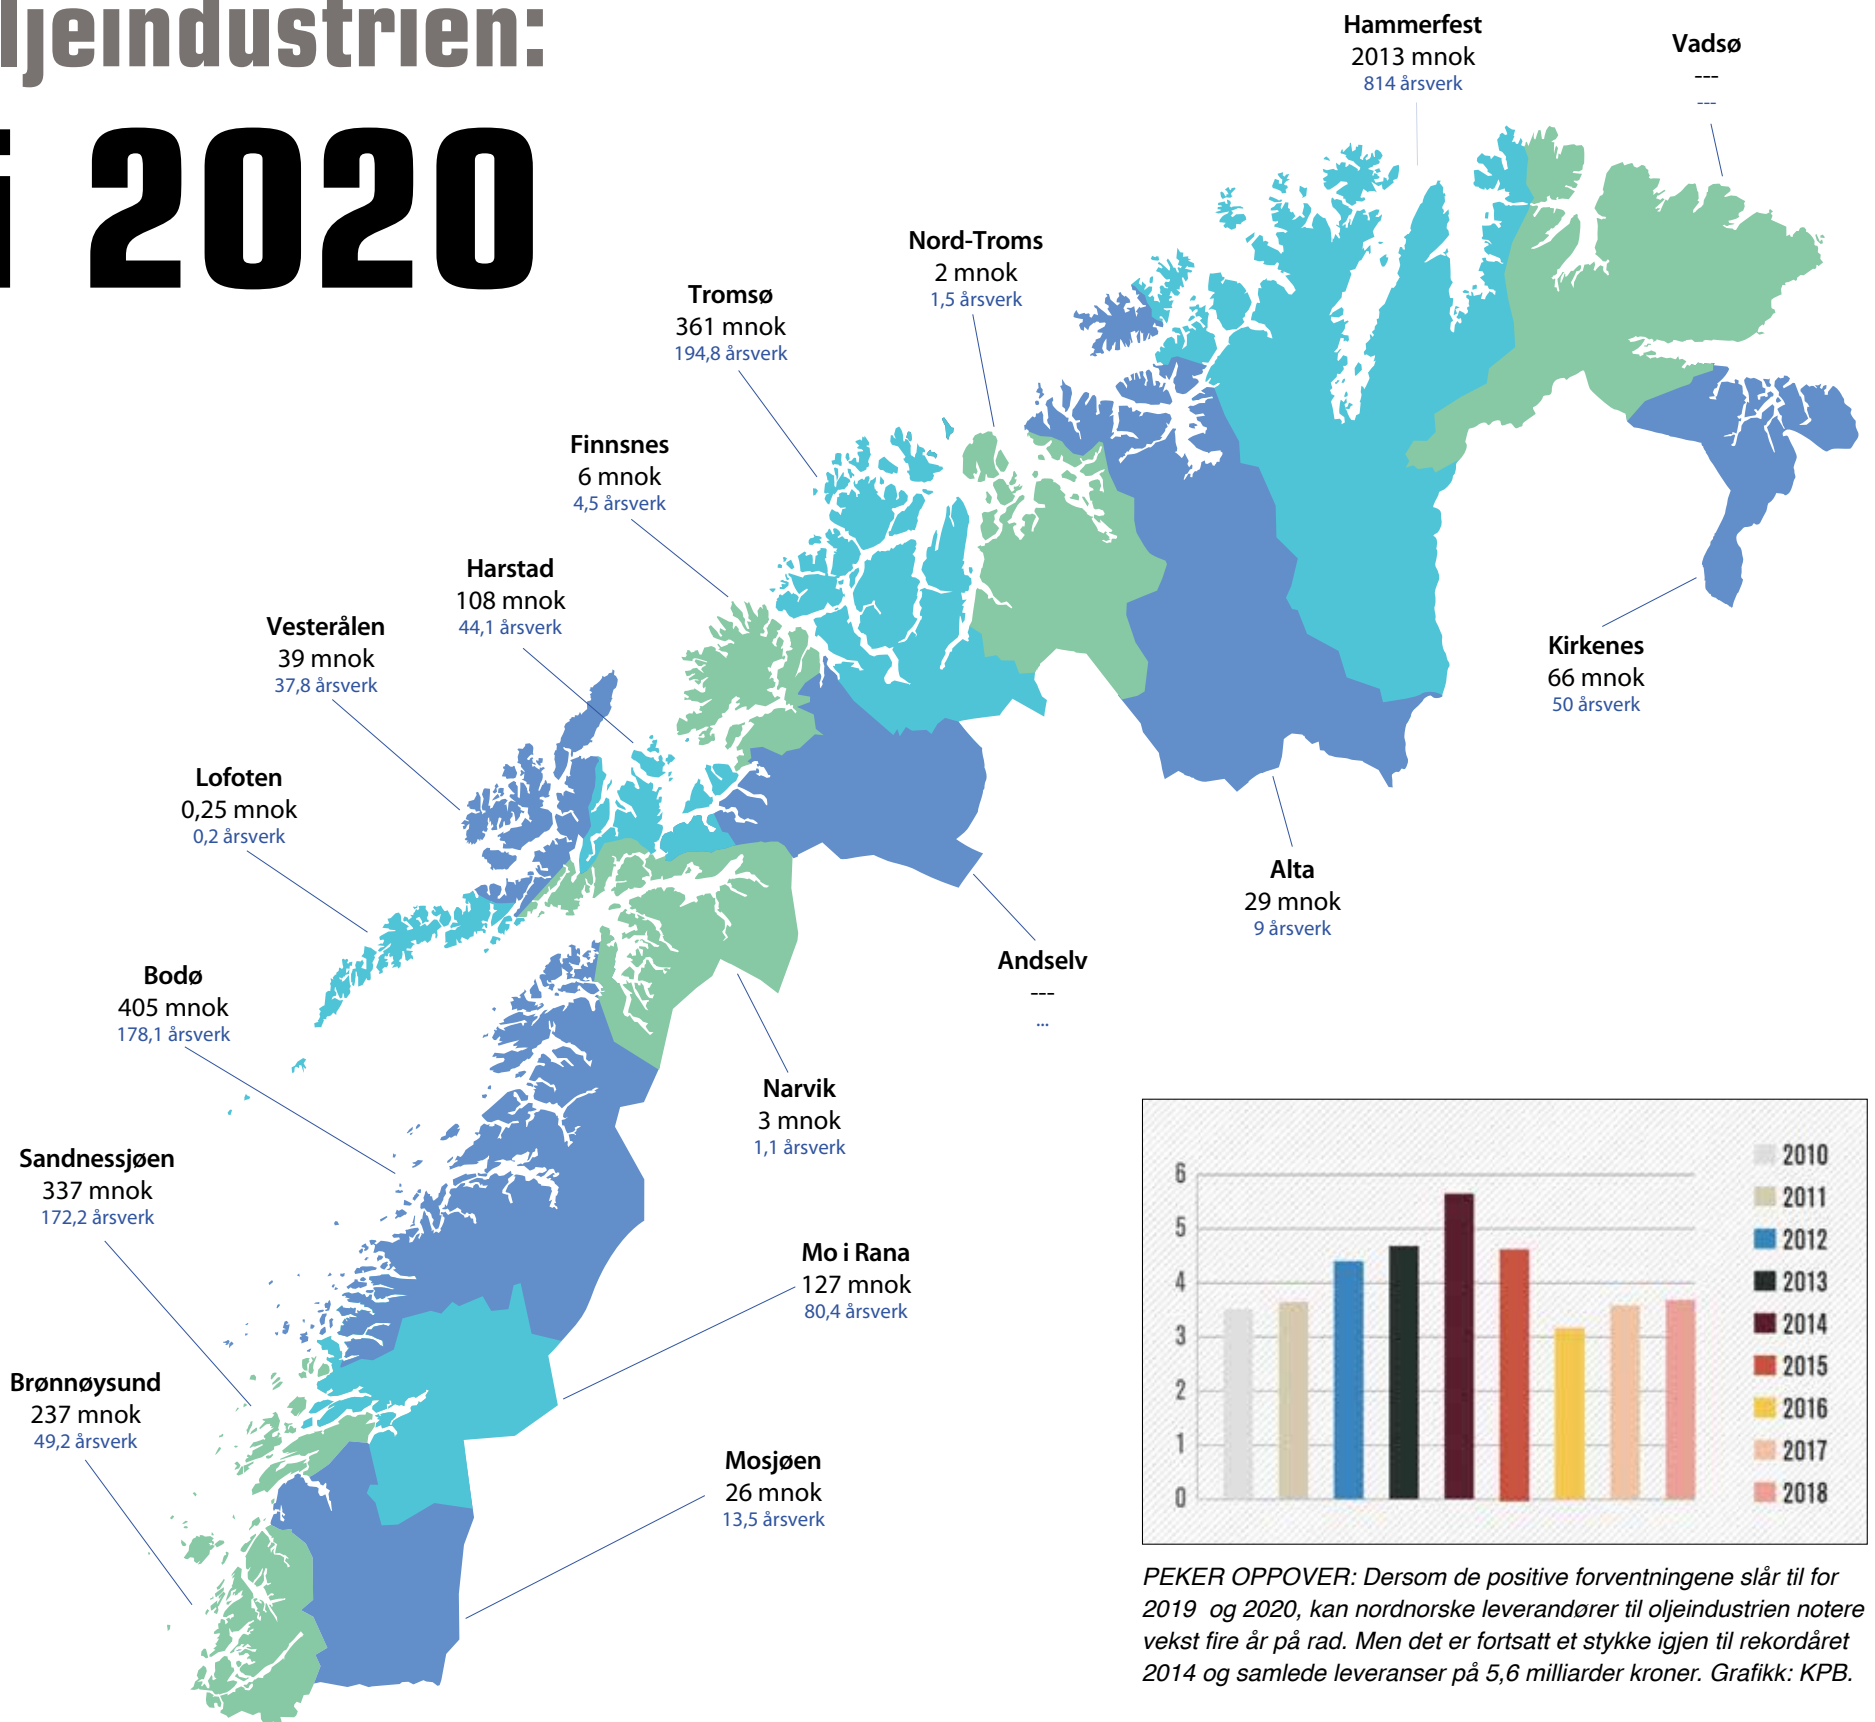 ljeindustrien:
i 2020
Hammerfest
2013 mnok
814 årsverk
Vadsø
---
---
Nord-Troms
2 mnok
1,5 årsverk
Tromsø
361 mnok
194,8 årsverk
Finnsnes
6 mnok
4,5 årsverk
Harstad
108 mnok
44,1 årsverk
Vesterålen
39 mnok
37,8 årsverk
Kirkenes
66 mnok
50 årsverk
Lofoten
0,25 mnok
0,2 årsverk
Alta
29 mnok
9 årsverk
Andselv
---
...
Bodø
405 mnok
178,1 årsverk
Narvik
3 mnok
1,1 årsverk
Sandnessjøen
337 mnok
172,2 årsverk
Mo i Rana
127 mnok
80,4 årsverk
Brønnøysund
237 mnok
49,2 årsverk
Mosjøen
26 mnok
13,5 årsverk
6
5
4
3
2
1
0
2010
2011
2012
2013
2014
2015
2016
2017
2018
PEKER OPPOVER: Dersom de positive forventningene slår til for
2019 og 2020, kan nordnorske leverandører til oljeindustrien notere
vekst fire år på rad. Men det er fortsatt et stykke igjen til rekordåret
2014 og samlede leveranser på 5,6 milliarder kroner. Grafikk: KPB.